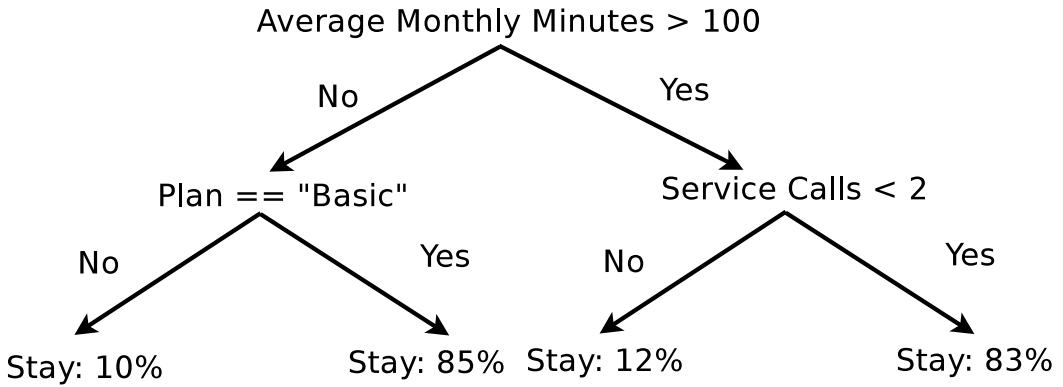 Average Monthly Minutes > 100
No
Yes
Plan == "Basic"
Service Calls < 2
No
Yes
No
Yes
Stay: 10%
Stay: 85%
Stay: 12%
Stay: 83%